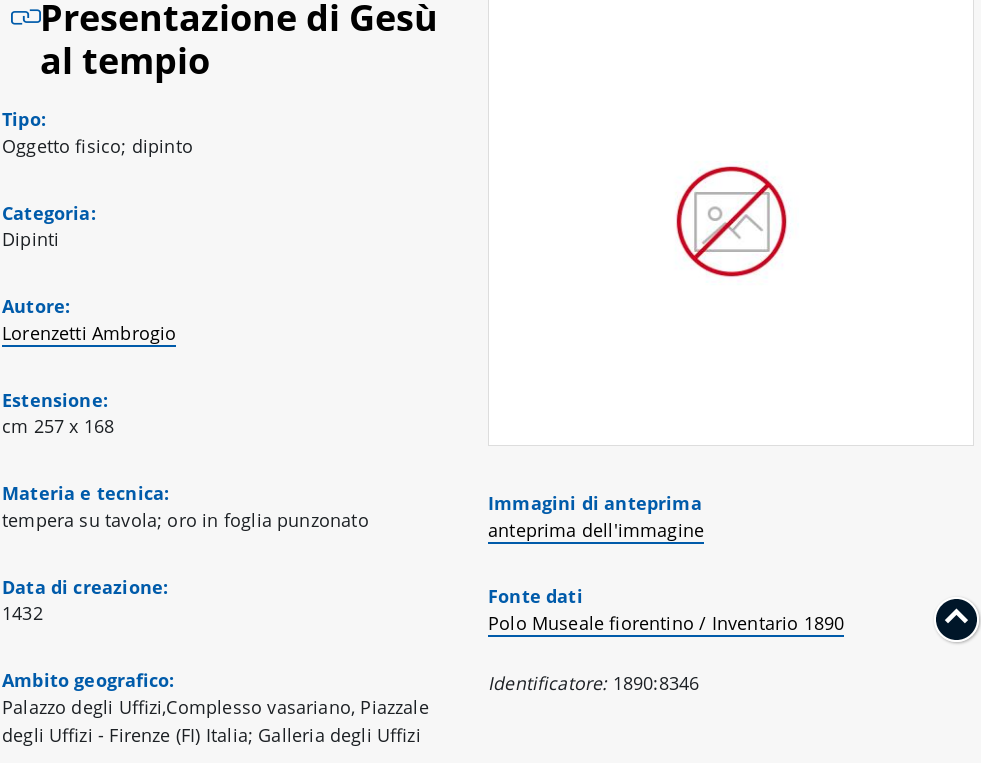 Presentazione di Gesù
al tempio
Tipo:
Oggetto fisico; dipinto
Categoria:
Dipinti
Autore:
Lorenzetti Ambrogio
Estensione:
cm 257 x 168
Materia e tecnica:
tempera su tavola; oro in foglia punzonato
Data di creazione:
1432
Ambito geografico:
Palazzo degli Uffizi,Complesso vasariano, Piazzale
degli Uffizi - Firenze (FI) Italia; Galleria degli Uffizi
Immagini di anteprima
anteprima dell'immagine
Fonte dati
Polo Museale fiorentino / Inventario 1890
Identificatore: 1890:8346